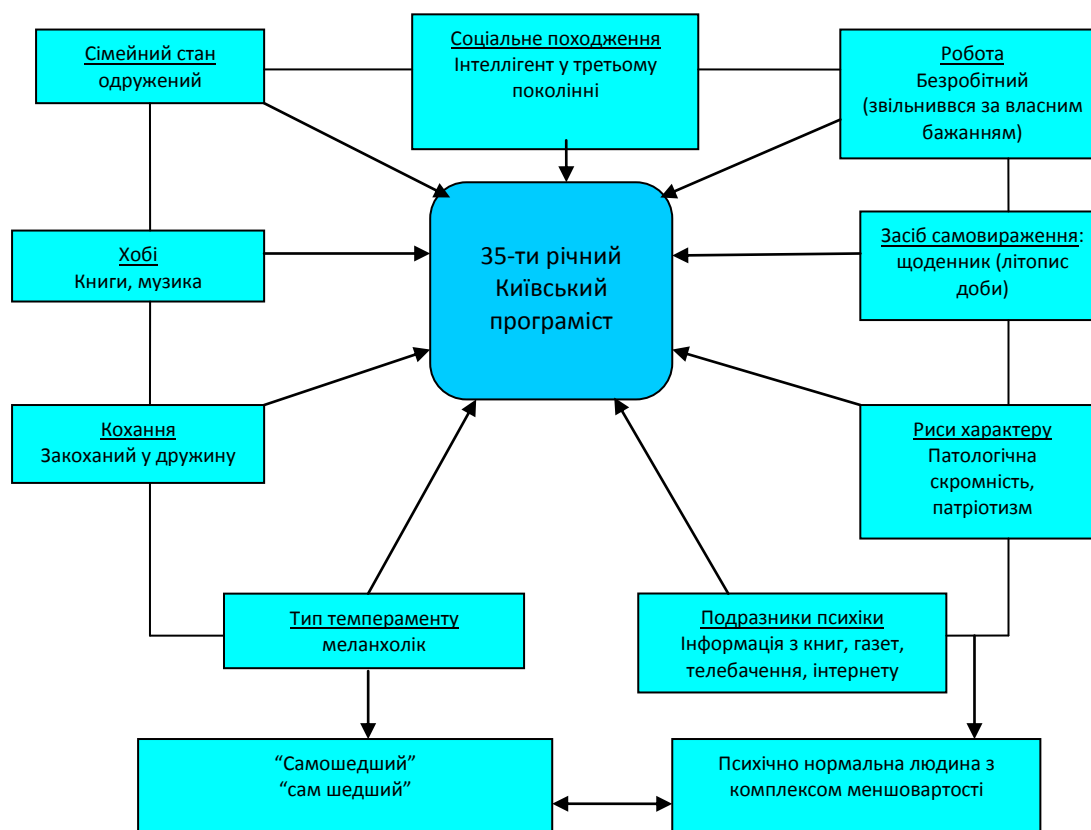 Сімейний стан
одружений
Соціальне походження
Інтеллігент у третьому
поколінні
Робота
Безробітний
(звільниввся за власним
бажанням)
Хобі
Книги, музика
35-ти річний
Київський
програміст
Засіб самовираження:
щоденник (літопис
доби)
Кохання
Закоханий у дружину
Риси характеру
Патологічна
скромність,
патріотизм
Тип темпераменту
меланхолік
Подразники психіки
Інформація з книг, газет,
телебачення, інтернету
“Самошедший”
“сам шедший”
Психічно нормальна людина з
комплексом меншовартості